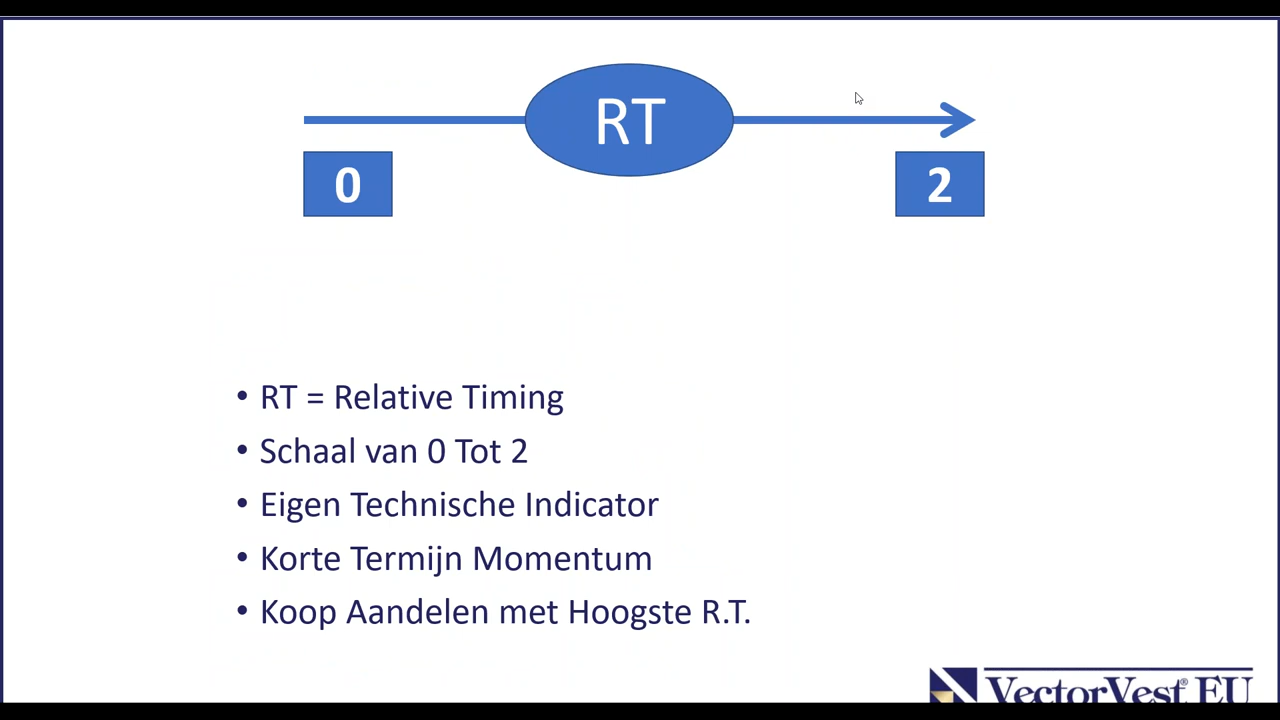 RT
0
2
• RT = Relative Timing
• Schaal van 0 Tot 2
• Eigen Technische Indicator
• Korte Termijn Momentum
• Koop Aandelen met Hoogste R.T.
VectorVest® EU